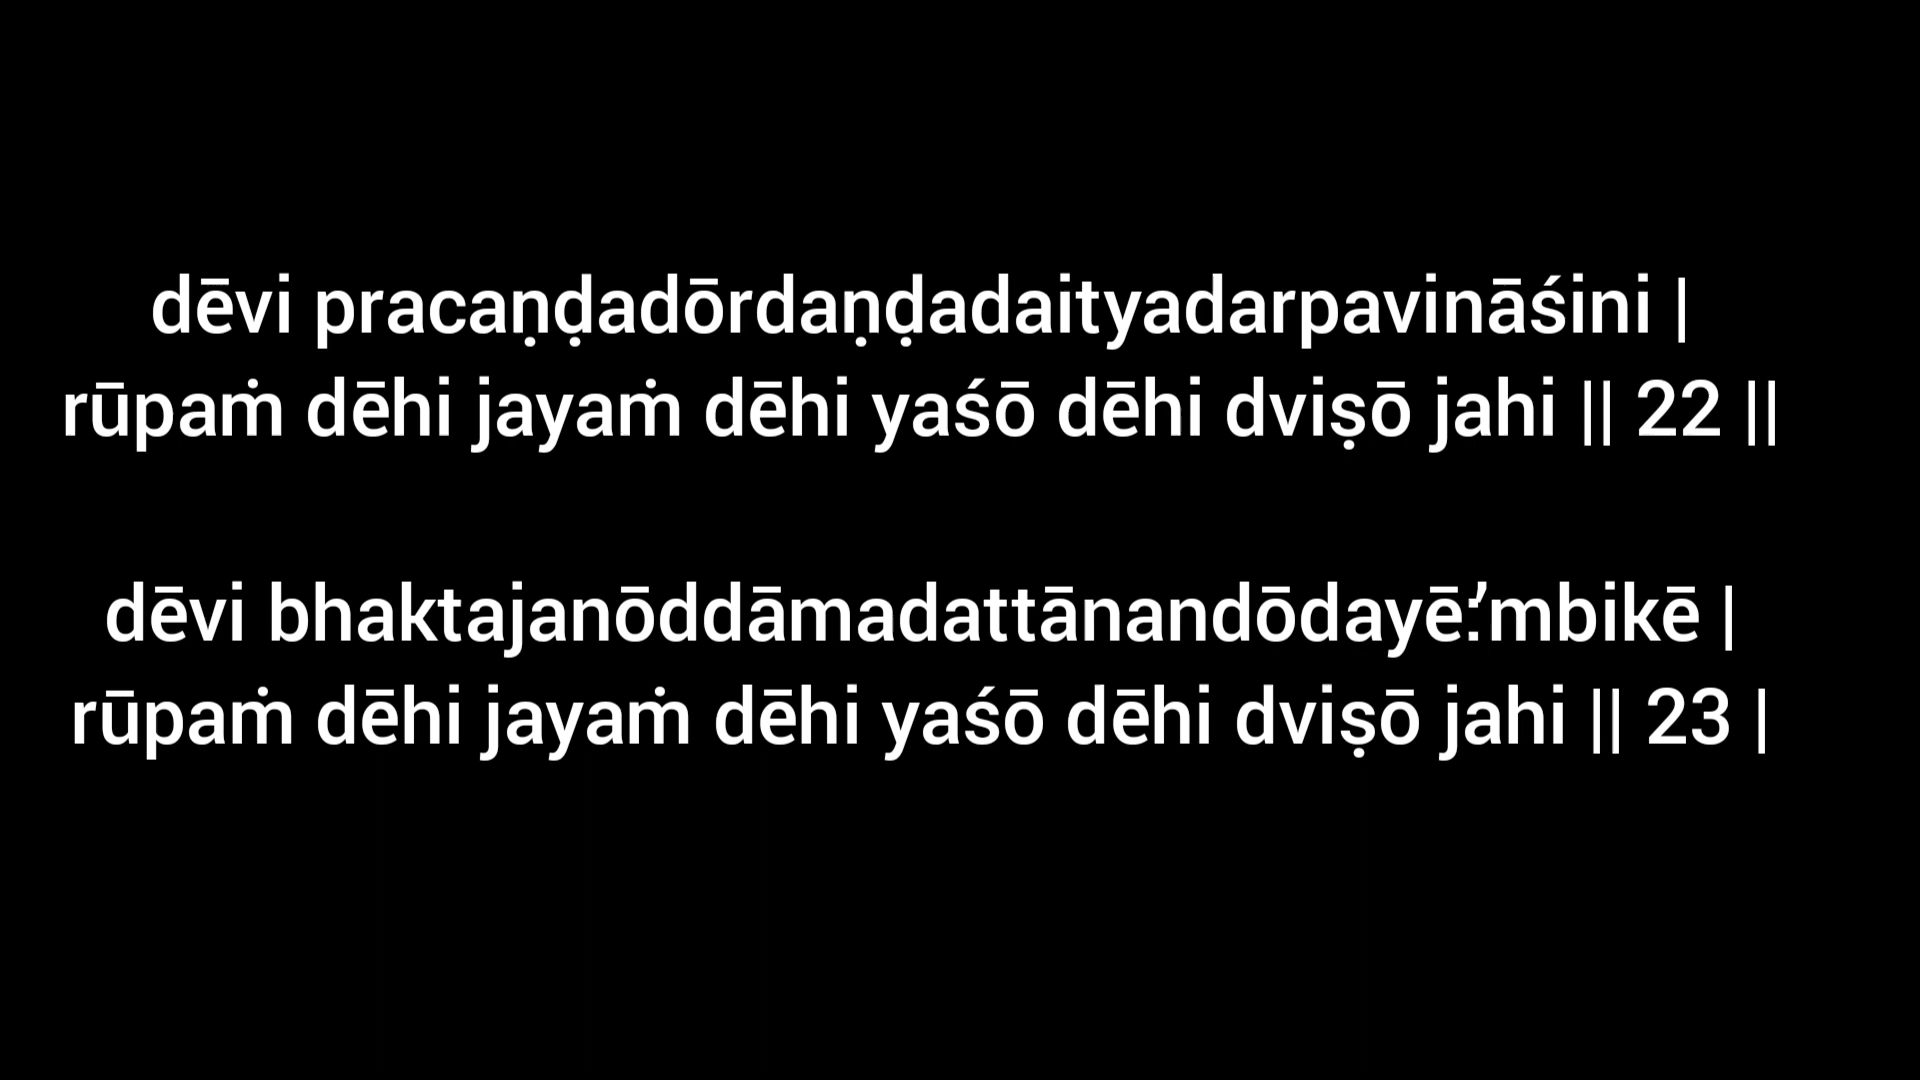 dēvi pracaṇḍadōrdaṇḍadaityadarpavināśini |
rūpaṁ dēhi jayaṁ dēhi yaśō dēhi dviṣō jahi || 22 ||
dēvi bhaktajanōddāmadattānandōdayē:’mbikē |
rūpaṁ dēhi jayaṁ dēhi yaśō dēhi dviṣō jahi || 23 |